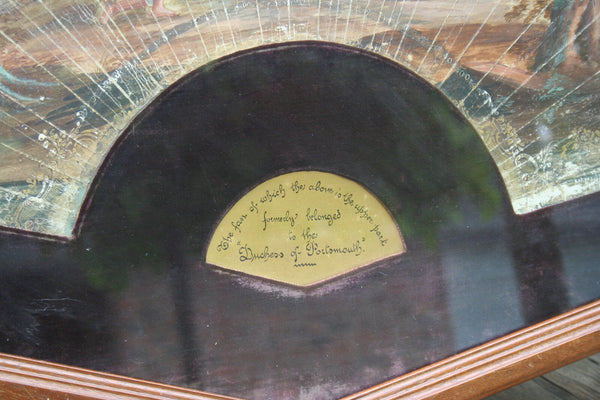 The fan of which the above is the upper part
formerly belonged
to the
"Duchess of Portsmouth."